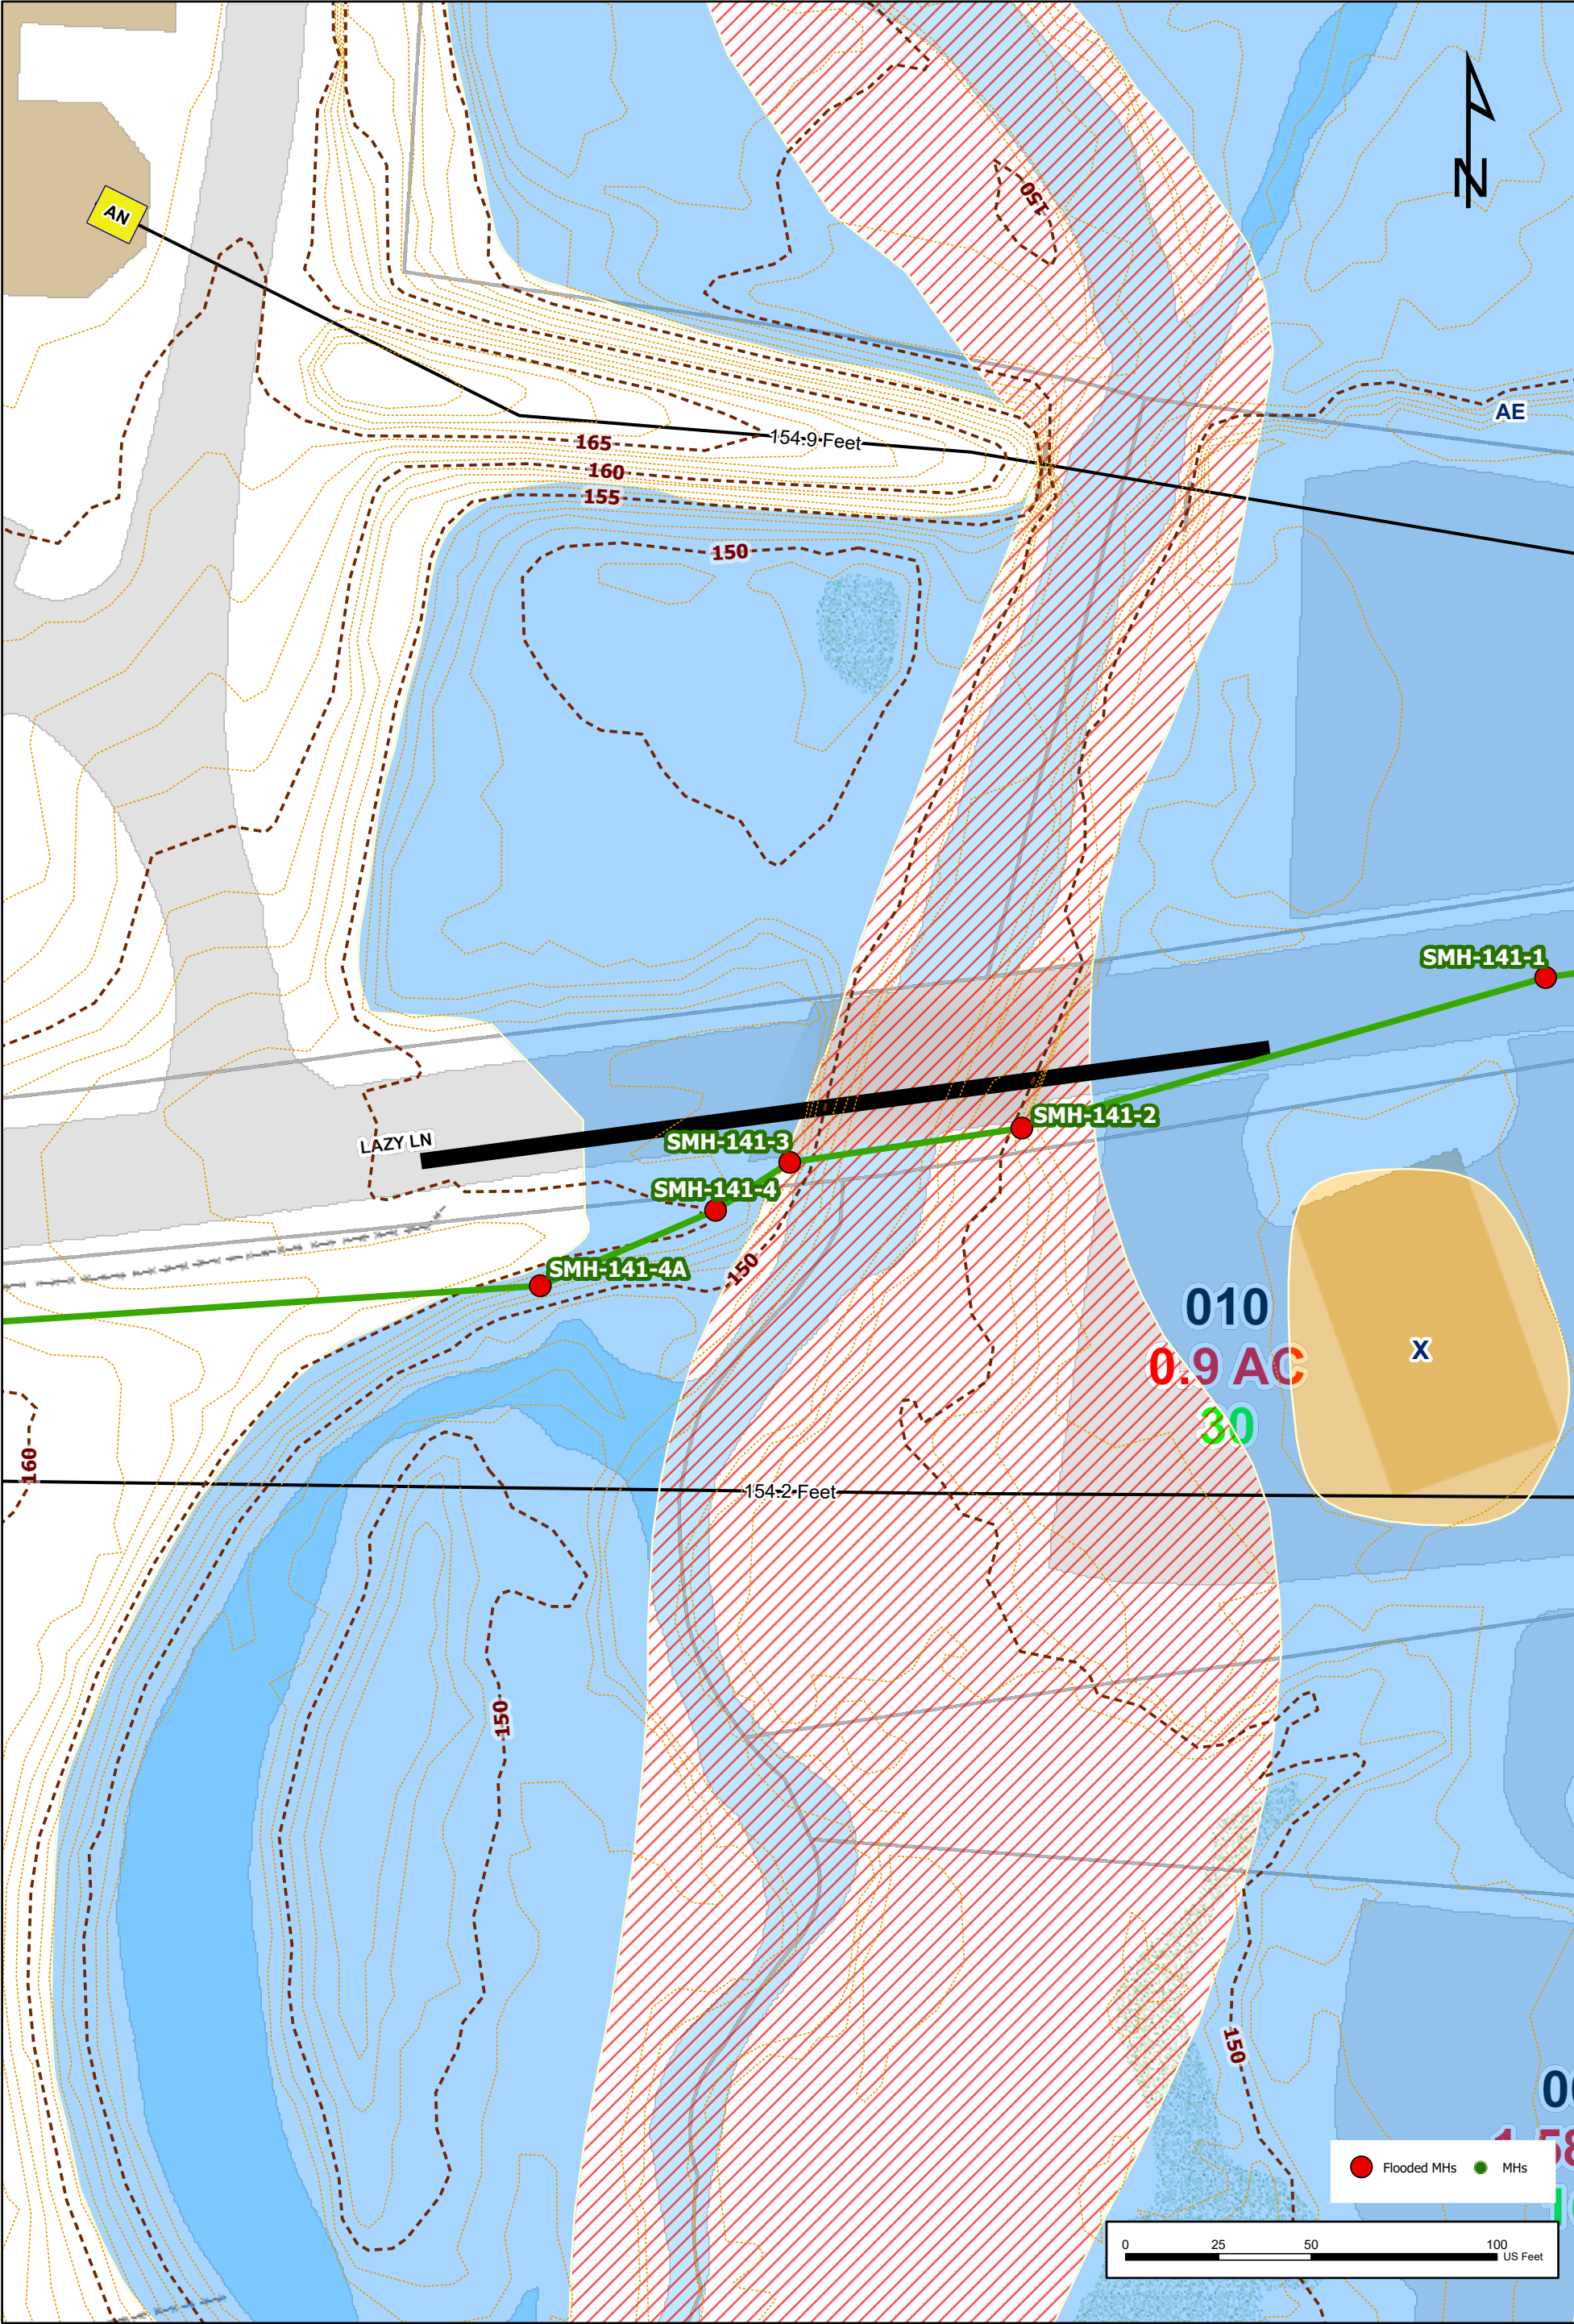 AN
N
150
AE
154.9 Feet
165
160
155
150
SMH-141-1
SMH-141-2
LAZY LN
SMH-141-3
SMH-141-4
150
SMH-141-4A
010
0.9 AC
30
X
160
154.2 Feet
150
150
Flooded MHs
MHs
0 25 50 100
US Feet